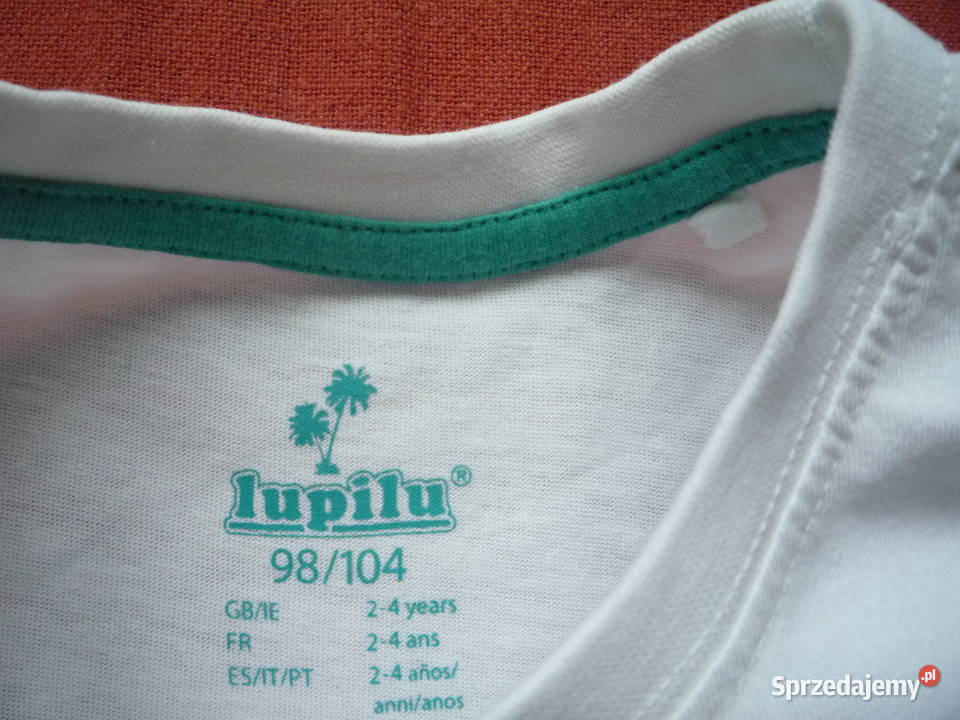 lupilu®
98/104
GB/IE 2-4 years
FR 2-4 ans
ES/IT/PT 2-4 años/
anni/anos
Sprzedajemy.pl